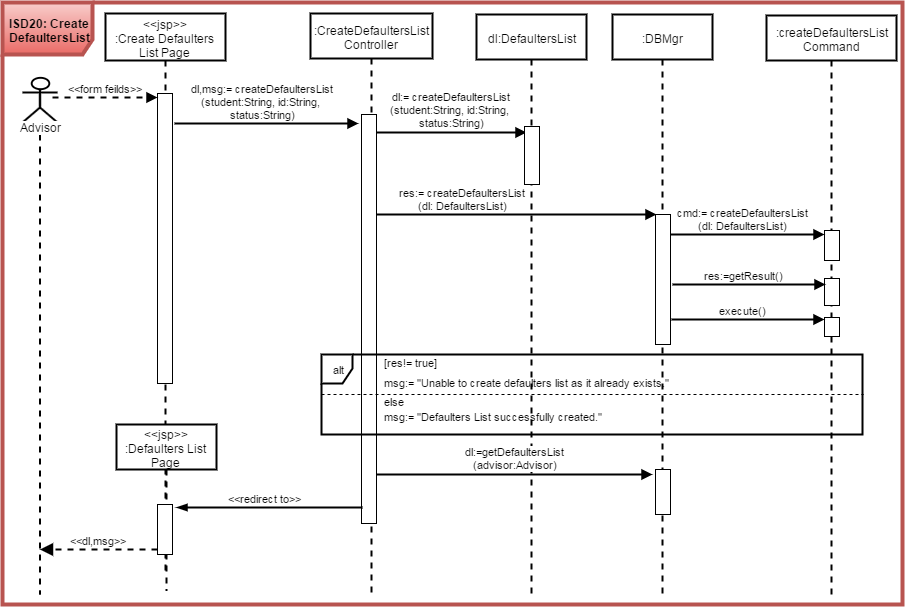 ISD20: Create
DefaultersList
<<jsp>>
:Create Defaulters
List Page
:CreateDefaultersList
Controller
dl:DefaultersList
:DBMgr
:createDefaultersList
Command
<<form feilds>>
Advisor
dl,msg:= createDefaultersList
(student:String, id:String,
status:String)
dl:= createDefaultersList
(student:String, id:String,
status:String)
res:= createDefaultersList
(dl: DefaultersList)
cmd:= createDefaultersList
(dl: DefaultersList)
res:=getResult()
execute()
alt
[res!= true]
msg:= "Unable to create defaulters list as it already exists."
else
msg:= "Defaulters List successfully created."
<<jsp>>
:Defaulters List
Page
dl:=getDefaultersList
(advisor:Advisor)
<<redirect to>>
<<dl,msg>>